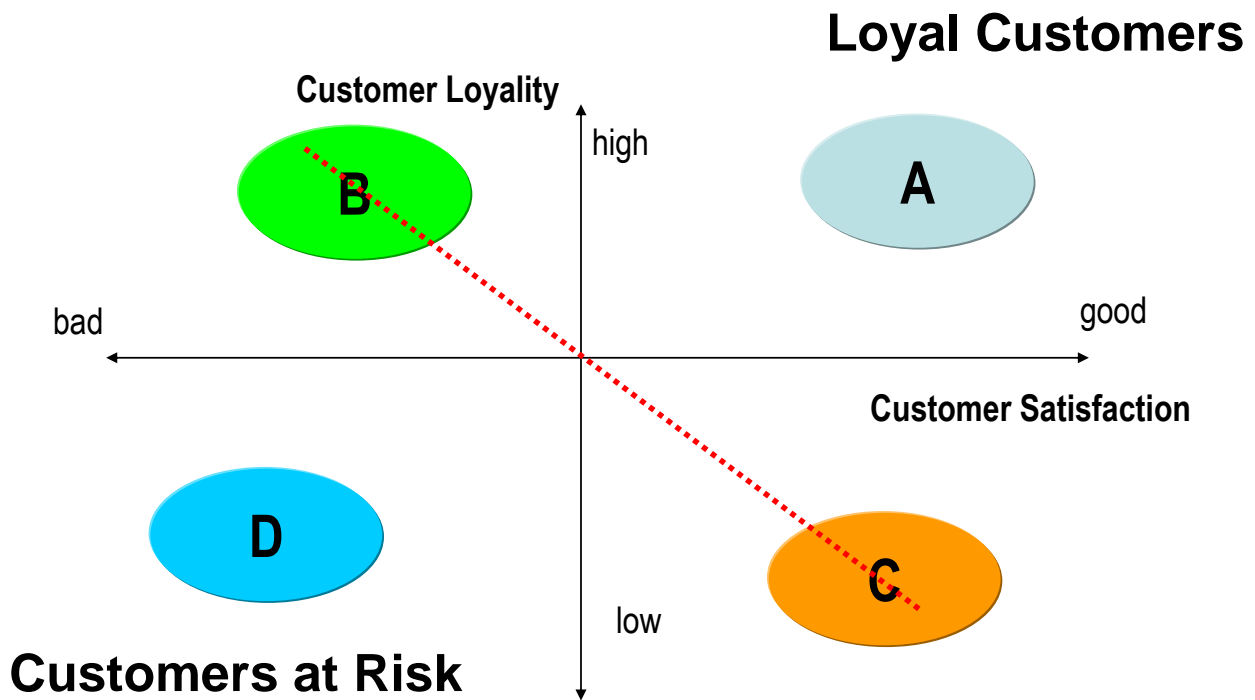 Loyal Customers
Customer Loyality
high
B
A
bad
good
Customer Satisfaction
D
C
low
Customers at Risk